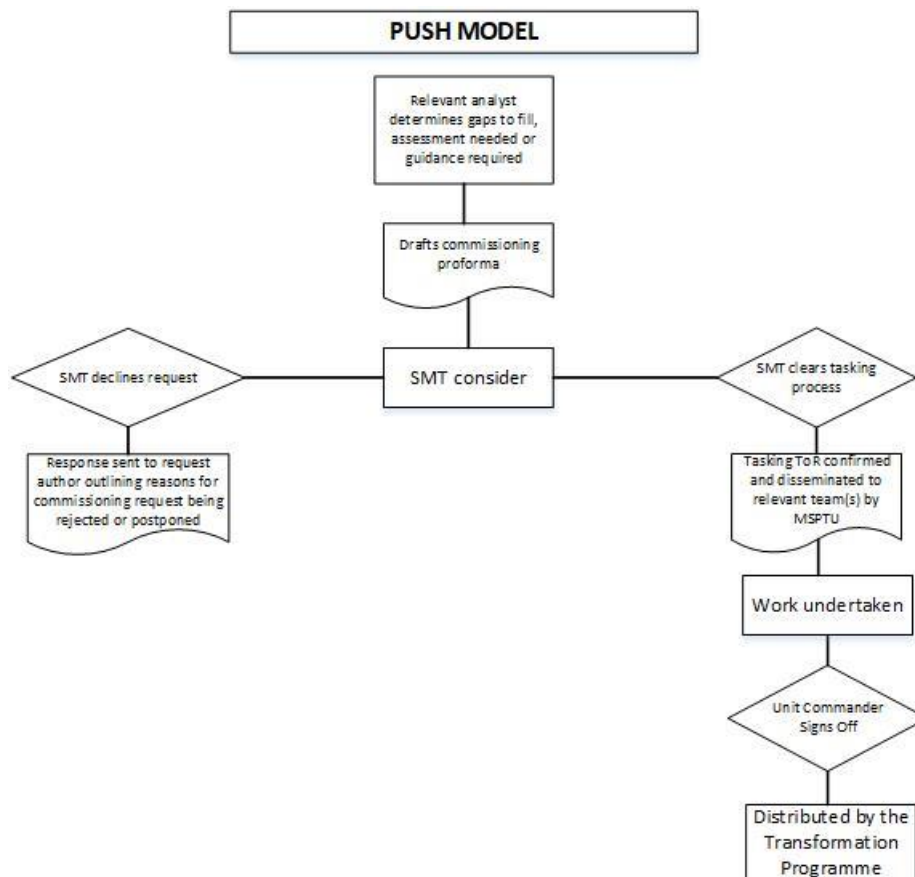 PUSH MODEL
Relevant analyst
determines gaps to fill,
assessment needed or
guidance required
Drafts commissioning
proforma
SMT declines request
SMT consider
SMT clears tasking
process
Response sent to request
author outlining reasons for
commissioning request being
rejected or postponed
Tasking ToR confirmed
and disseminated to
relevant team(s) by
MSPTU
Work undertaken
Unit Commander
Signs Off
Distributed by the
Transformation
Programme